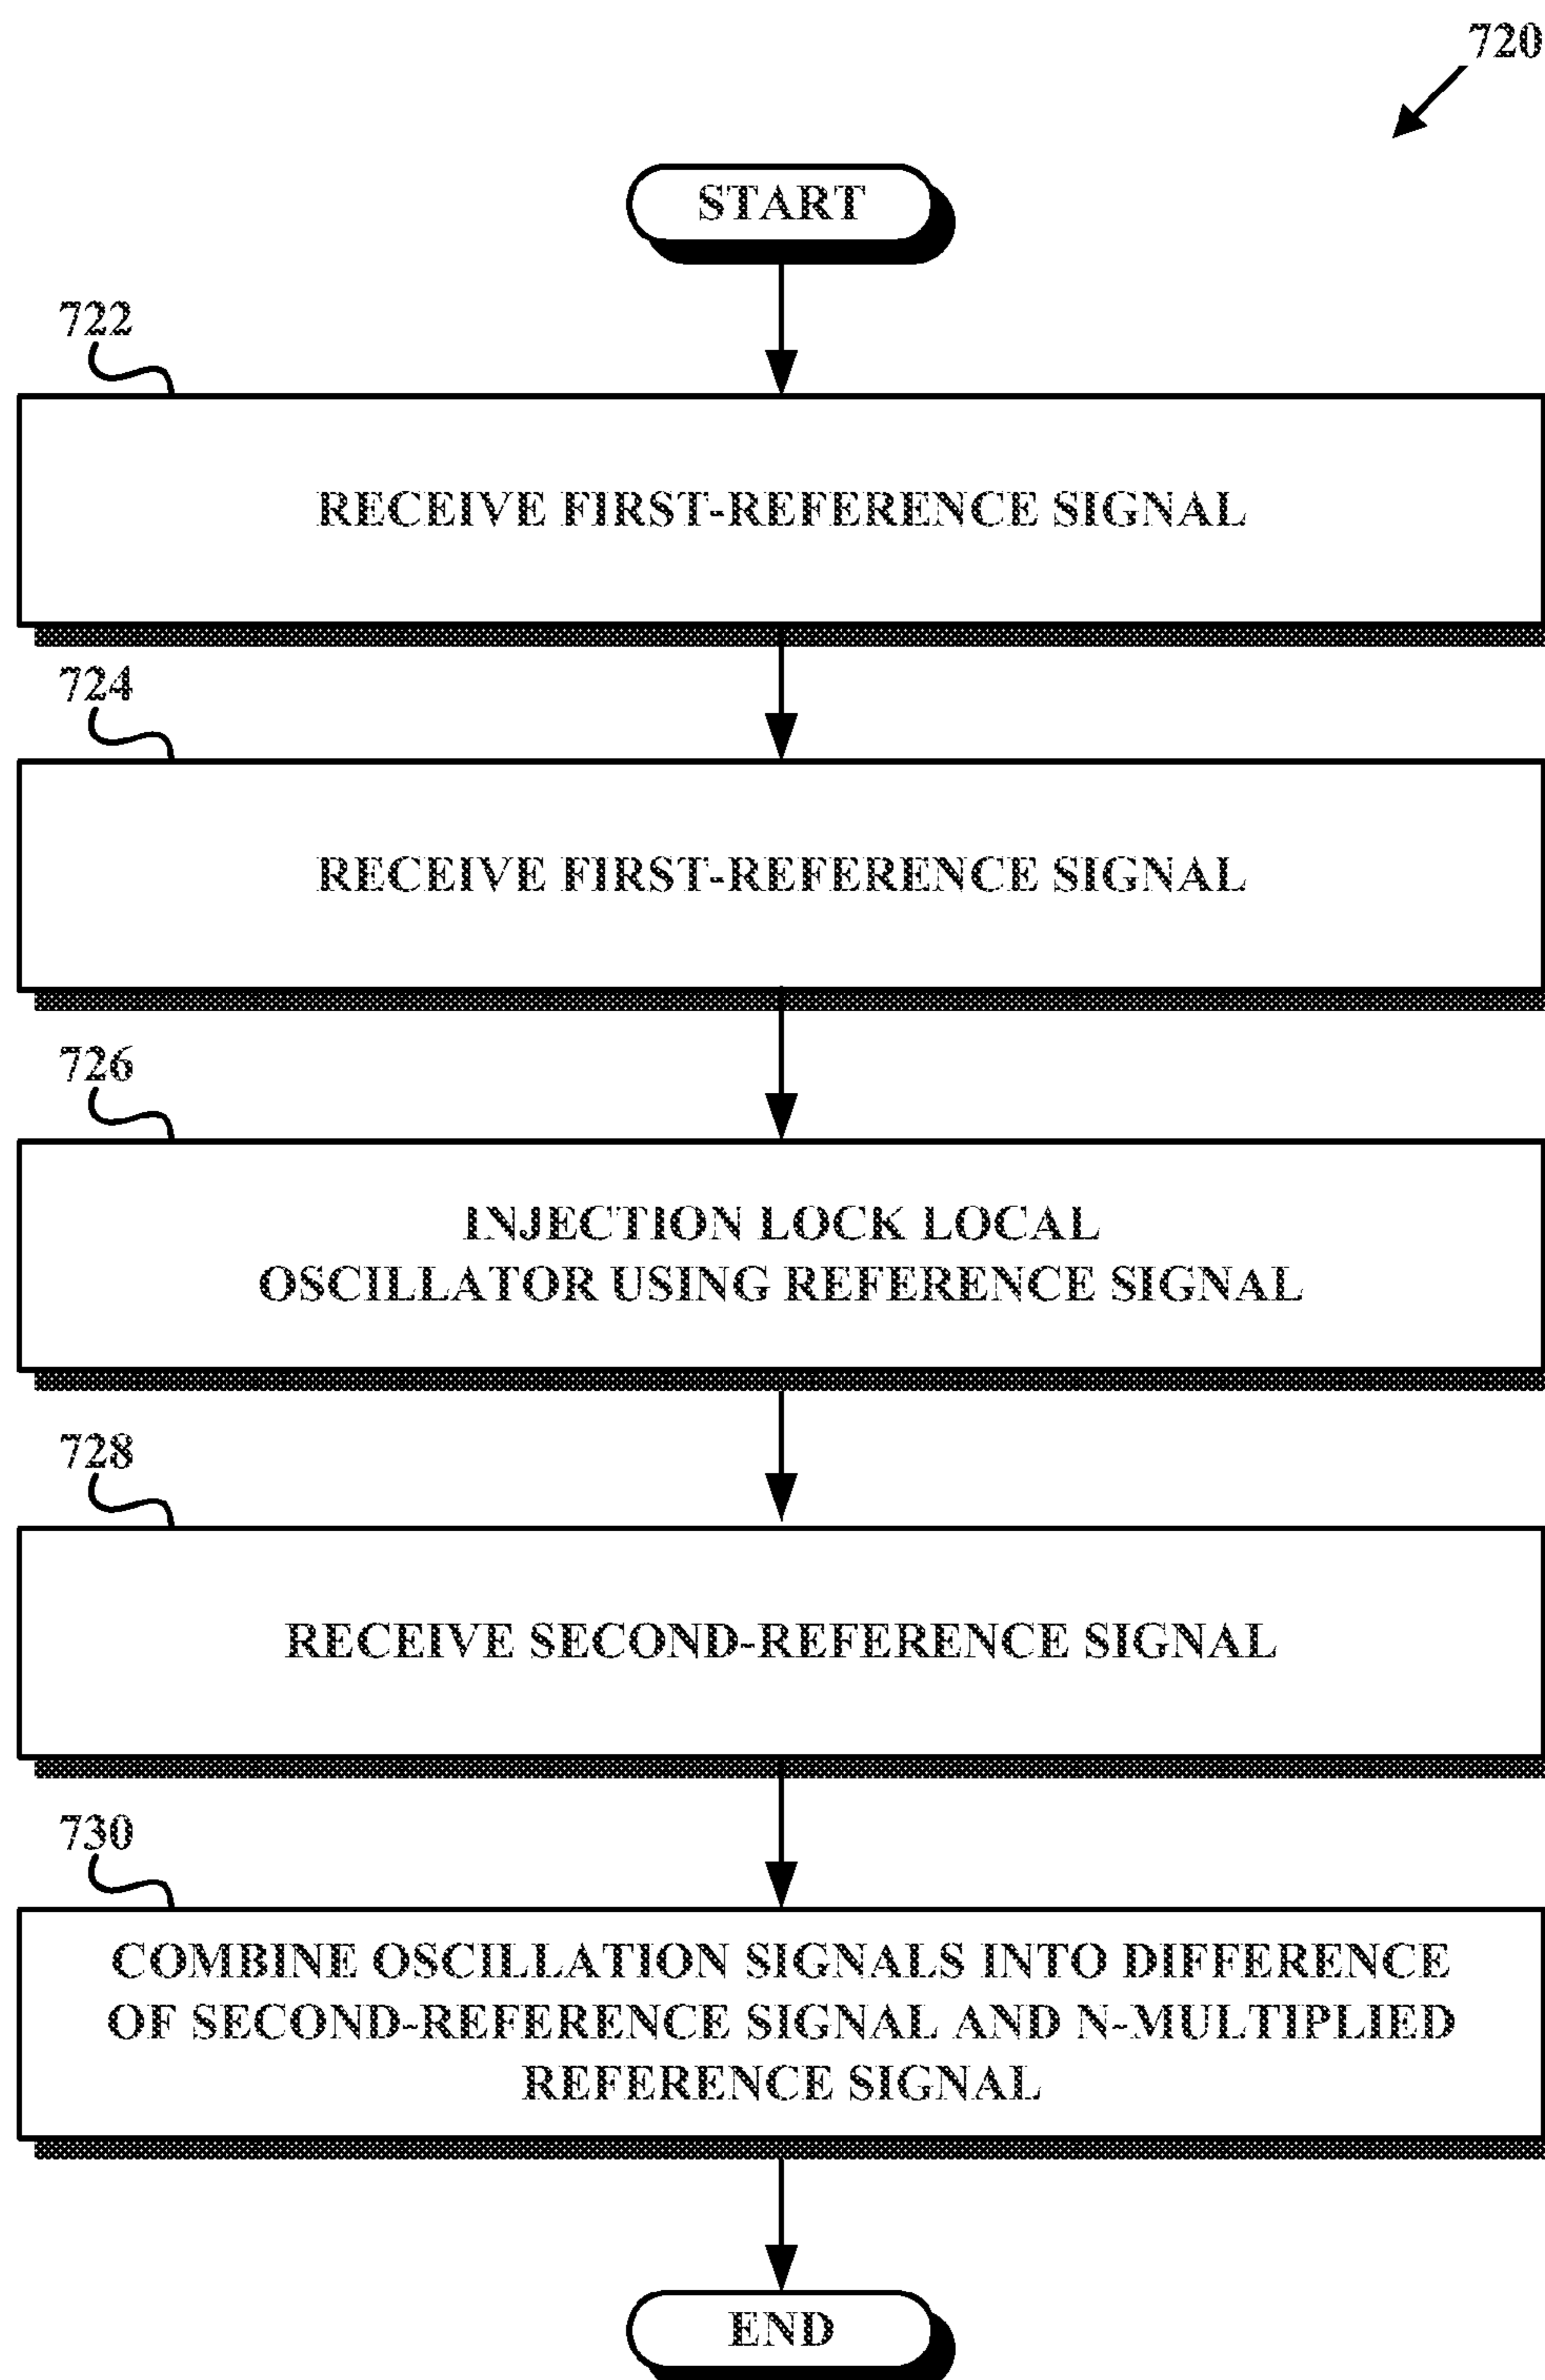 720
START
722
RECEIVE FIRST-REFERENCE SIGNAL
724
RECEIVE FIRST-REFERENCE SIGNAL
726
INJECTION LOCK LOCAL
OSCILLATOR USING REFERENCE SIGNAL
728
RECEIVE SECOND-REFERENCE SIGNAL
730
COMBINE OSCILLATION SIGNALS INTO DIFFERENCE
OF SECOND-REFERENCE SIGNAL AND N-MULTIPLIED
REFERENCE SIGNAL
END